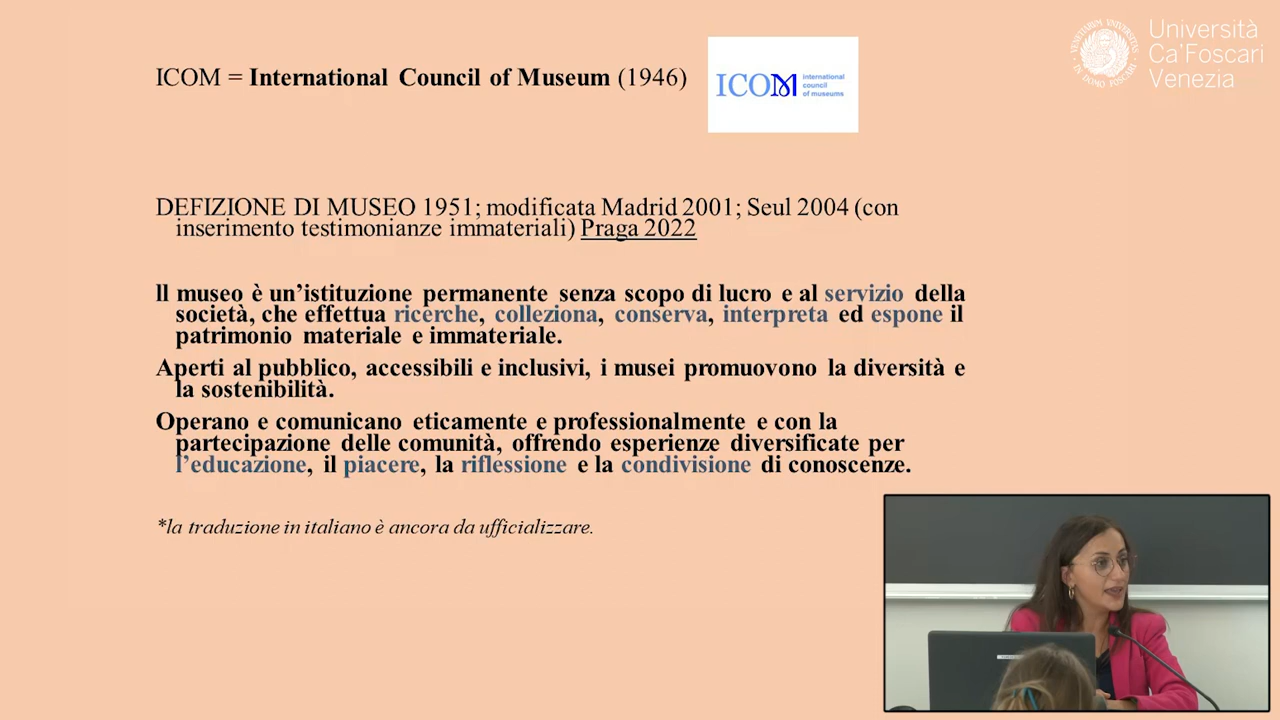 ICOM = International Council of Museum (1946)
ICOM international
council
of museums
Università
Ca'Foscari
Venezia
DEFIZIONE DI MUSEO 1951; modificata Madrid 2001; Seul 2004 (con
inserimento testimonianze immateriali) Praga 2022
ll museo è un’istituzione permanente senza scopo di lucro e al servizio della
società, che effettua ricerche, colleziona, conserva, interpreta ed espone il
patrimonio materiale e immateriale.
Aperti al pubblico, accessibili e inclusivi, i musei promuovono la diversità e
la sostenibilità.
Operano e comunicano eticamente e professionalmente e con la
partecipazione delle comunità, offrendo esperienze diversificate per
l’educazione, il piacere, la riflessione e la condivisione di conoscenze.
*la traduzione in italiano è ancora da ufficializzare.